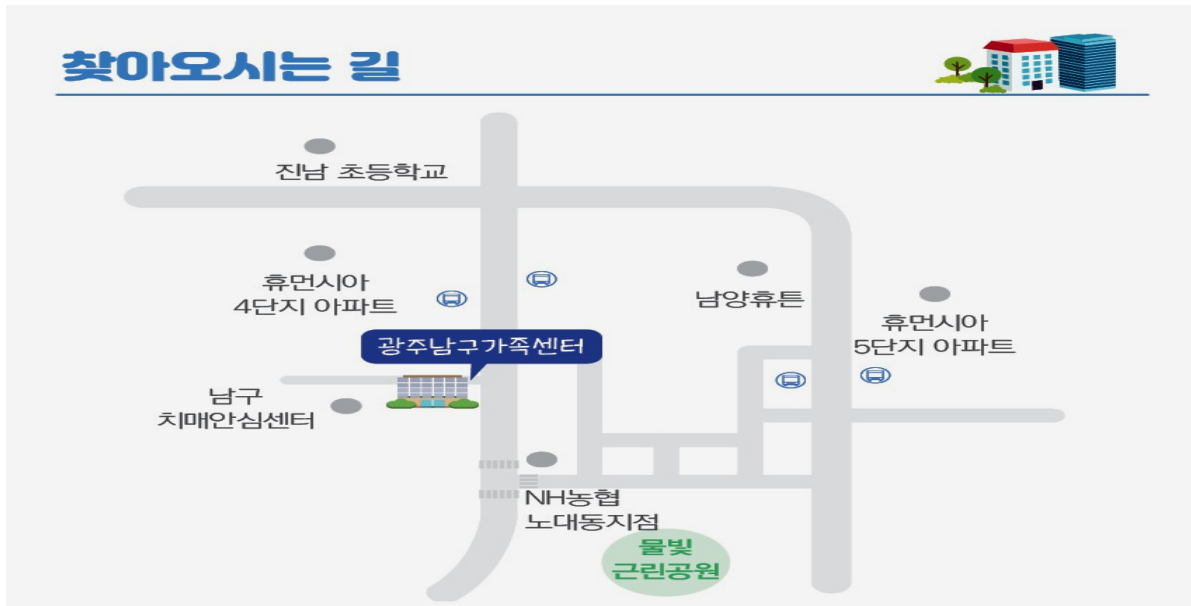 찾아오시는 길
진남 초등학교
휴먼시아
4단지 아파트
남양휴튼
휴먼시아
5단지 아파트
광주남구가족센터
남구
치매안심센터
NH농협
노대동지점
물빛
근린공원